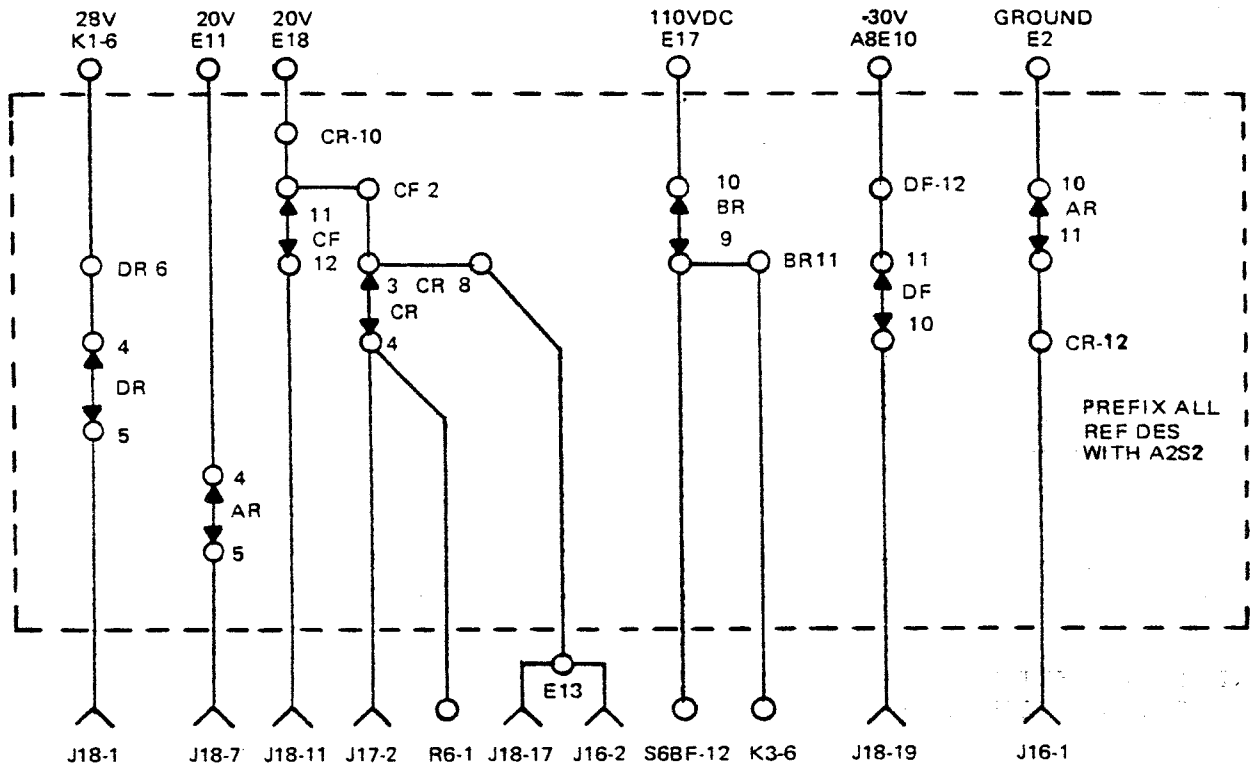 28V
K1-6
20V
E11
20V
E18
110VDC
E17
-30V
A8E10
GROUND
E2
CR-10
CF 2
11
CF
12
DR 6
4
DR
5
3 CR 8
CR
4
4
AR
5
10
BR
9
BR11
DF-12
11
DF
10
10
AR
11
CR-12
PREFIX ALL
REF DES
WITH A2S2
E13
J18-1
J18-7
J18-11
J17-2
R6-1
J18-17
J16-2
S6BF-12
K3-6
J18-19
J16-1